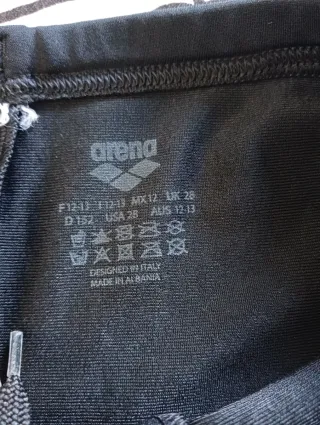 arena
F 12-13 I 12-13 MX 12 UK 28
D 152 USA 28 AUS 12-13
DESIGNED IN ITALY
MADE IN ALBANIA